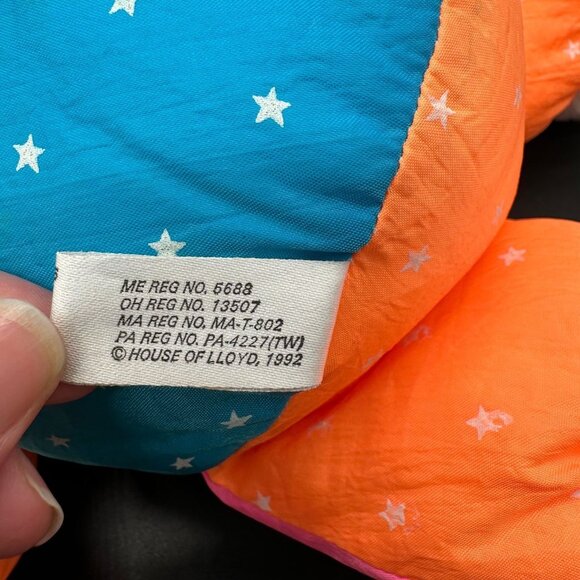 ME REG NO. 5688
OH REG NO. 13507
MA REG NO. MA-T-802
PA REG NO. PA-4227(TW)
© HOUSE OF LLOYD, 1992